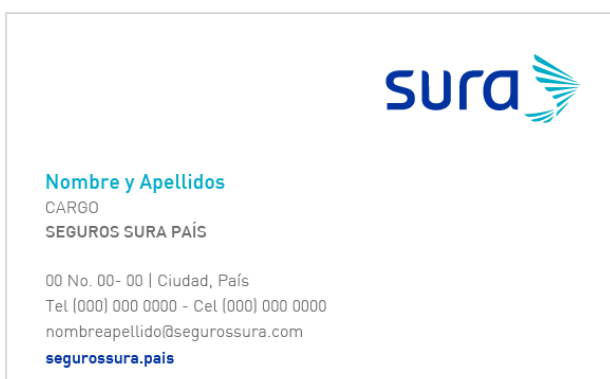 sura
Nombre y Apellidos
CARGO
SEGUROS SURA PAÍS
00 No. 00- 00 | Ciudad, País
Tel (000) 000 0000 - Cel (000) 000 0000
nombreapellido@segurossura.com
segurossura.pais